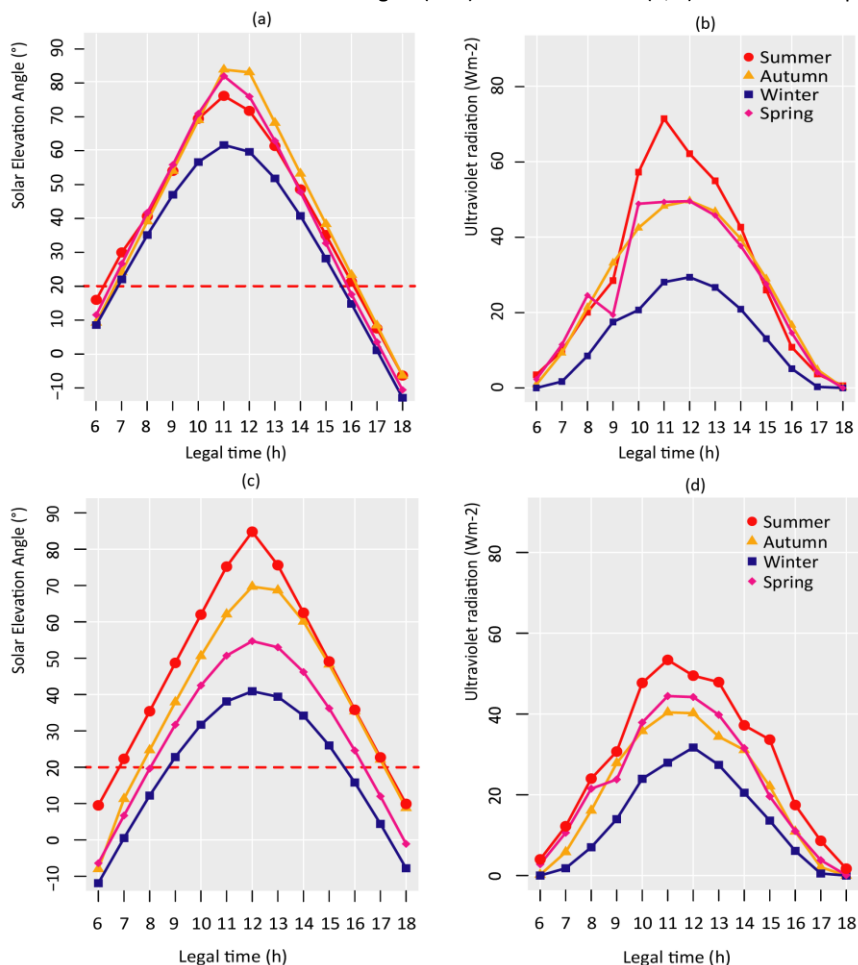 (a)
Solar Elevation Angle (°)
90
80
70
60
50
40
30
20
10
0
−10
6 7 8 9 10 11 12 13 14 15 16 17 18
Legal time (h)
(b)
Ultraviolet radiation (Wm-2)
80
60
40
20
0
Summer
Autumn
Winter
Spring
6 7 8 9 10 11 12 13 14 15 16 17 18
Legal time (h)
(c)
Solar Elevation Angle (°)
90
80
70
60
50
40
30
20
10
0
−10
6 7 8 9 10 11 12 13 14 15 16 17 18
Legal time (h)
(d)
Ultraviolet radiation (Wm-2)
80
60
40
20
0
Summer
Autumn
Winter
Spring
6 7 8 9 10 11 12 13 14 15 16 17 18
Legal time (h)